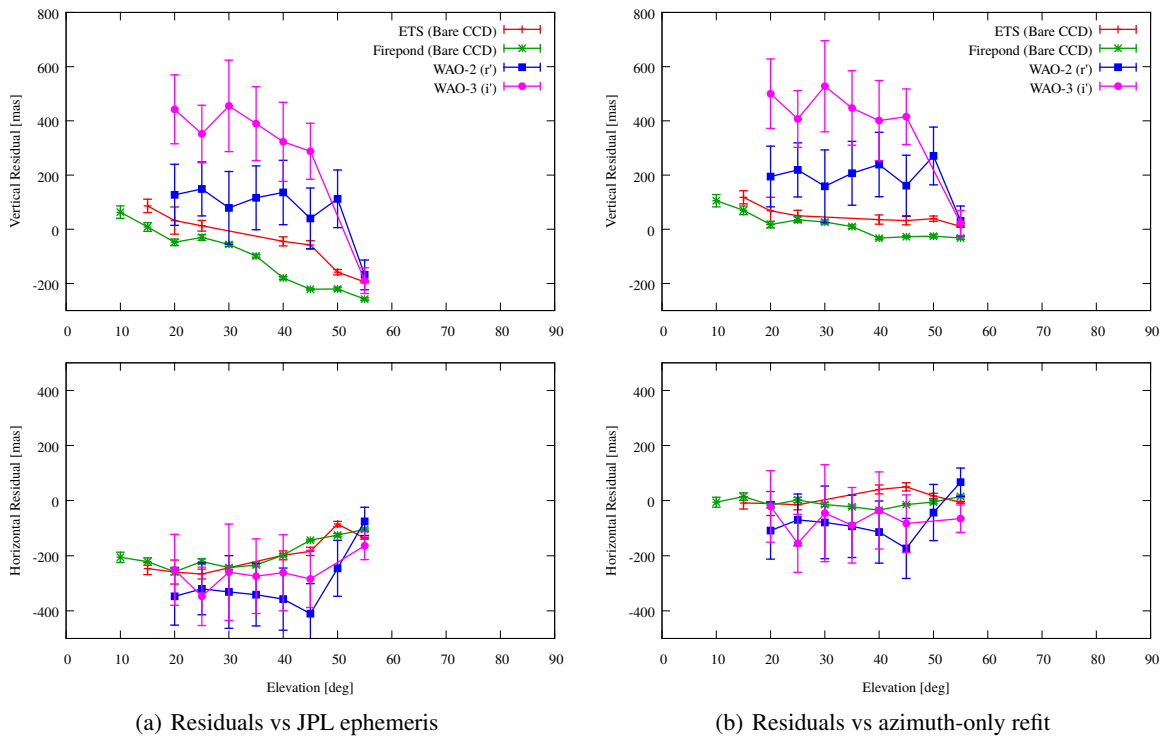 800
600
400
200
0
-200
0 10 20 30 40 50 60 70 80 90
Vertical Residual [mas]
ETS (Bare CCD)
Firepond (Bare CCD)
WAO-2 (r')
WAO-3 (i')
400
200
0
-200
-400
0 10 20 30 40 50 60 70 80 90
Horizontal Residual [mas]
Elevation [deg]
(a) Residuals vs JPL ephemeris
800
600
400
200
0
-200
0 10 20 30 40 50 60 70 80 90
Vertical Residual [mas]
ETS (Bare CCD)
Firepond (Bare CCD)
WAO-2 (r')
WAO-3 (i')
400
200
0
-200
-400
0 10 20 30 40 50 60 70 80 90
Horizontal Residual [mas]
Elevation [deg]
(b) Residuals vs azimuth-only refit